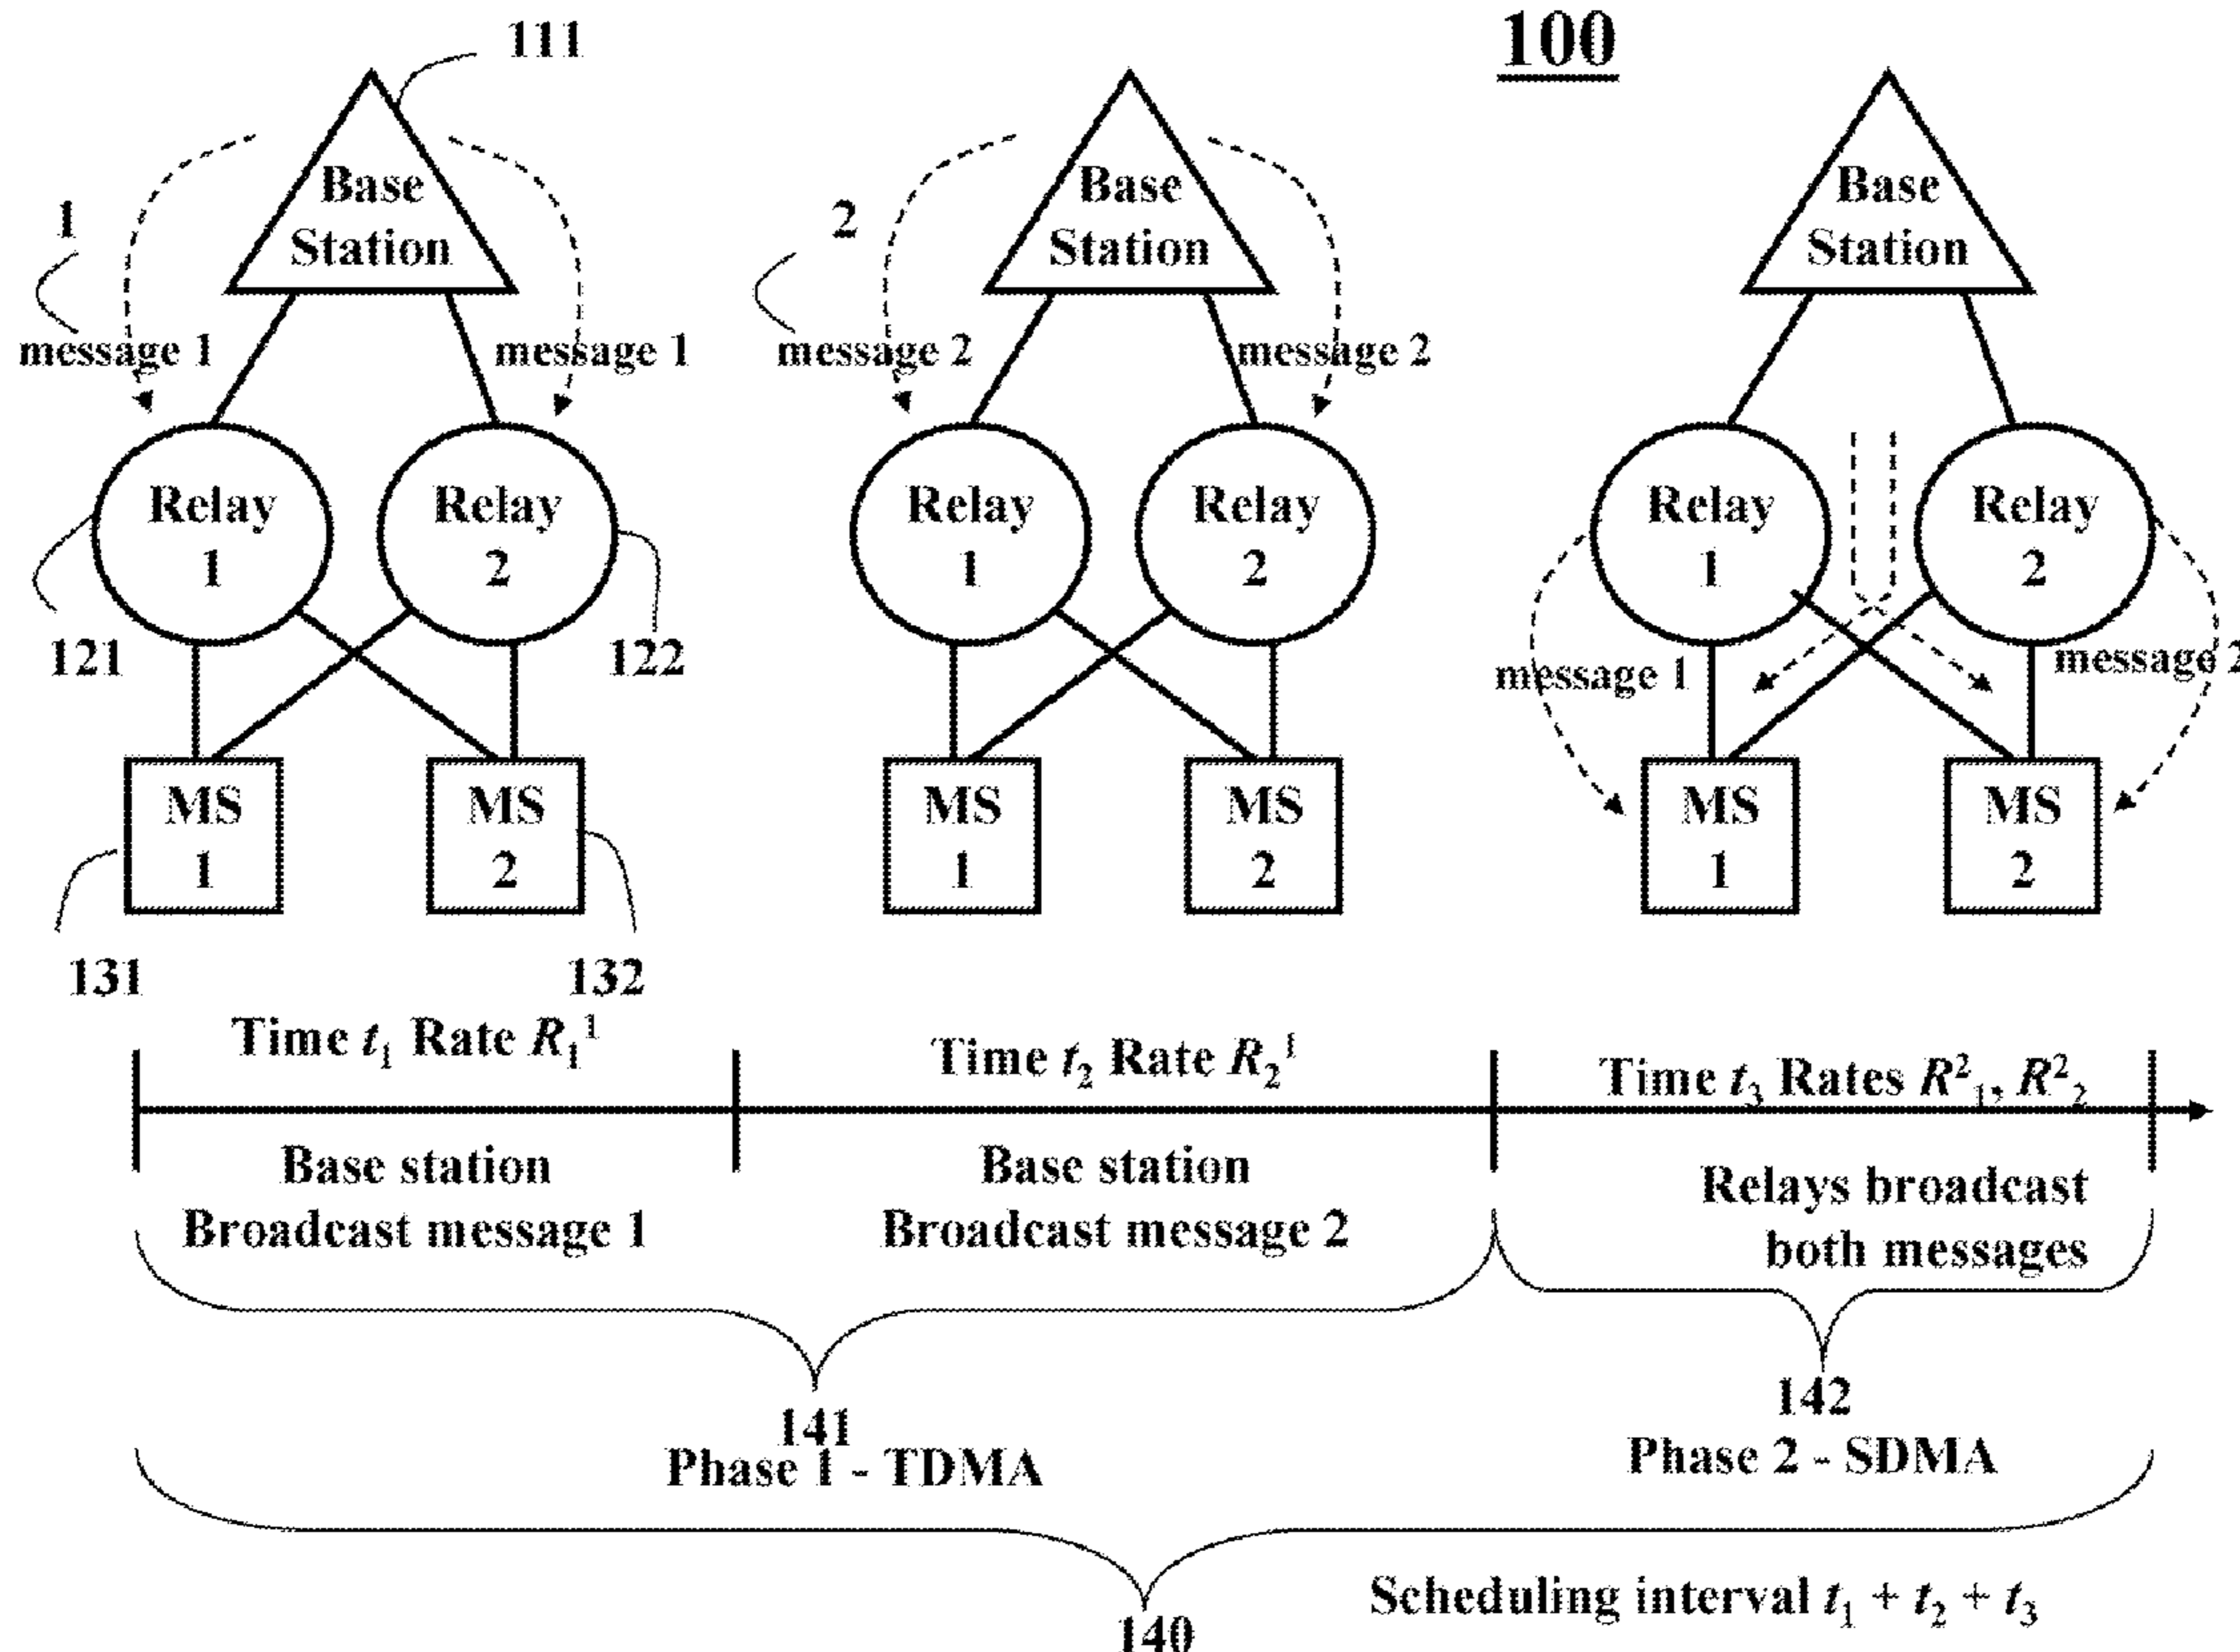 100
111
Base
Station
1
message 1
message 1
Relay
1
Relay
2
121
122
MS
1
MS
2
131
132
Base
Station
2
message 2
message 2
Relay
1
Relay
2
MS
1
MS
2
Base
Station
Relay
1
Relay
2
message 1
message 2
MS
1
MS
2
Time t₁ Rate R₁¹
Time t₂ Rate R₂¹
Time t₃ Rates R²₁, R²₂
Base station
Broadcast message 1
Base station
Broadcast message 2
Relays broadcast
both messages
141
Phase 1 - TDMA
142
Phase 2 - SDMA
Scheduling interval t₁ + t₂ + t₃
140